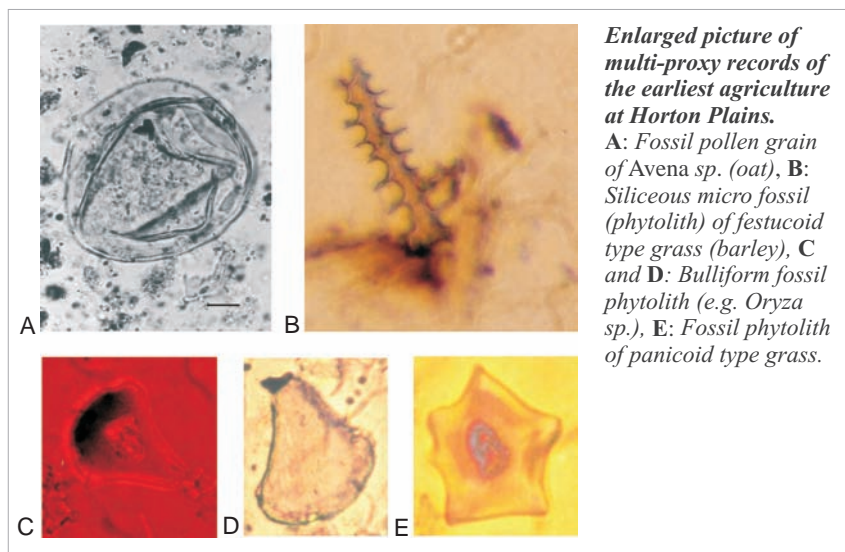 Enlarged picture of
multi-proxy records of
the earliest agriculture
at Horton Plains.
A: Fossil pollen grain
of Avena sp. (oat), B:
Siliceous micro fossil
(phytolith) of festucoid
type grass (barley), C
and D: Bulliform fossil
phytolith (e.g. Oryza
sp.), E: Fossil phytolith
of panicoid type grass.
A
B
C
D
E